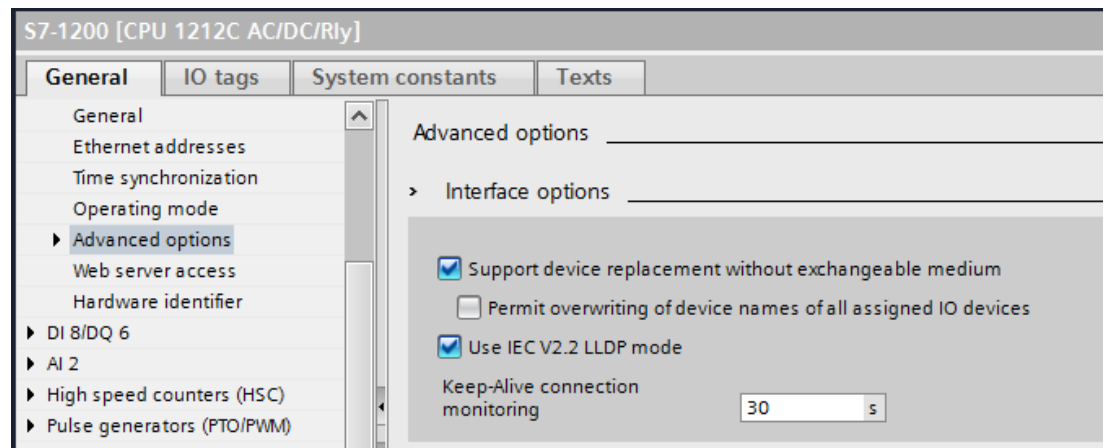 S7-1200 [CPU 1212C AC/DC/Rly]
General IO tags System constants Texts
General
Ethernet addresses
Time synchronization
Operating mode
Advanced options
Web server access
Hardware identifier
DI 8/DQ 6
AI 2
High speed counters (HSC)
Pulse generators (PTO/PWM)
Advanced options
Interface options
Support device replacement without exchangeable medium
Permit overwriting of device names of all assigned IO devices
Use IEC V2.2 LLDP mode
Keep-Alive connection
monitoring 30 s